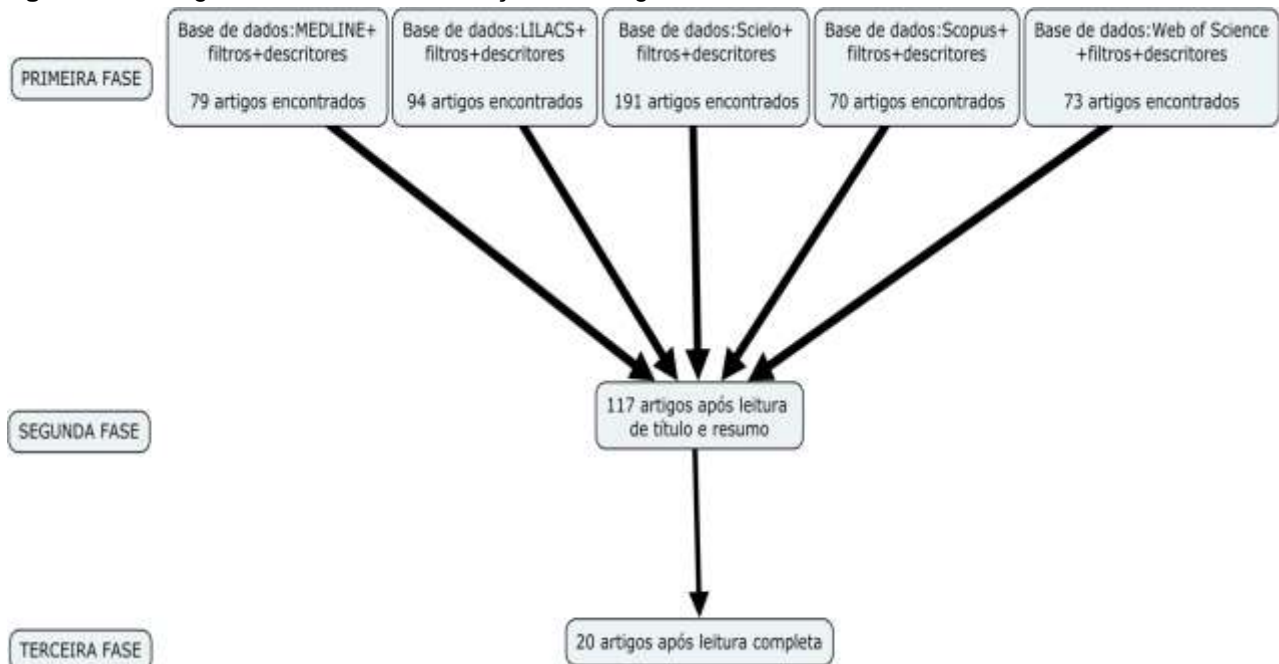 PRIMEIRA FASE
Base de dados:MEDLINE+
filtros+descritores
79 artigos encontrados
Base de dados:LILACS+
filtros+descritores
94 artigos encontrados
Base de dados:Scielo+
filtros+descritores
191 artigos encontrados
Base de dados:Scopus+
filtros+descritores
70 artigos encontrados
Base de dados:Web of Science
+filtros+descritores
73 artigos encontrados
SEGUNDA FASE
117 artigos após leitura
de título e resumo
TERCEIRA FASE
20 artigos após leitura completa